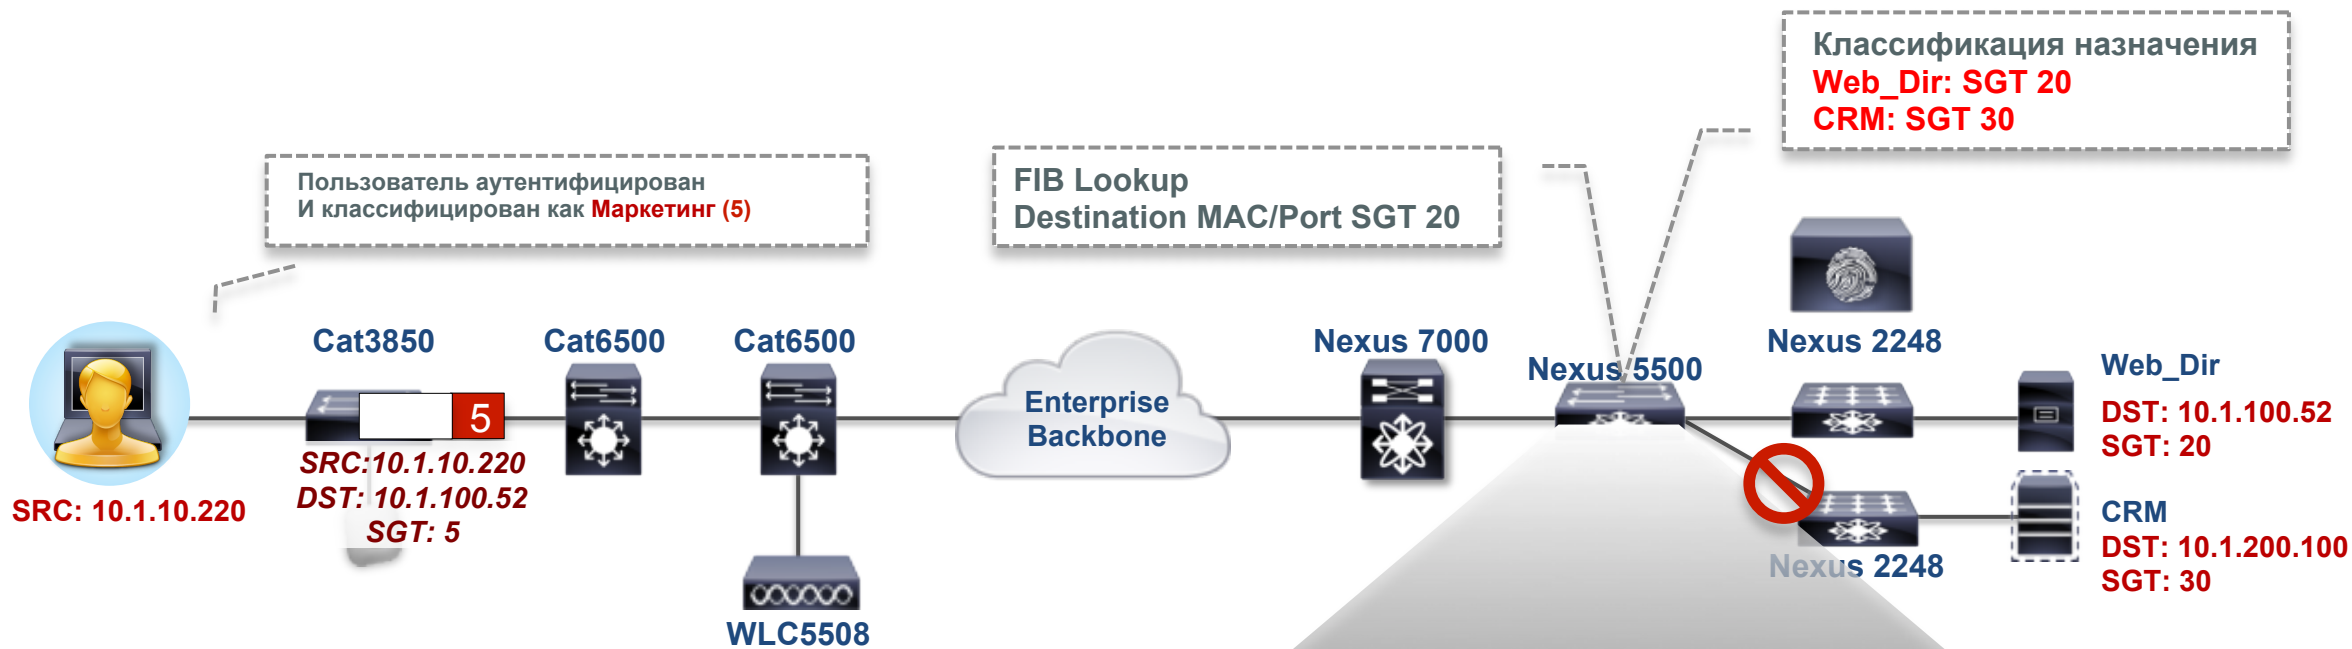 Классификация назначения
Web_Dir: SGT 20
CRM: SGT 30
Пользователь аутентифицирован
И классифицирован как Маркетинг (5)
FIB Lookup
Destination MAC/Port SGT 20
Cat3850
Cat6500
Cat6500
Nexus 7000
Nexus 5500
Nexus 2248
Web_Dir
DST: 10.1.100.52
SGT: 20
5
Enterprise
Backbone
SRC: 10.1.10.220
SRC:10.1.10.220
DST: 10.1.100.52
SGT: 5
CRM
DST: 10.1.200.100
SGT: 30
Nexus 2248
WLC5508